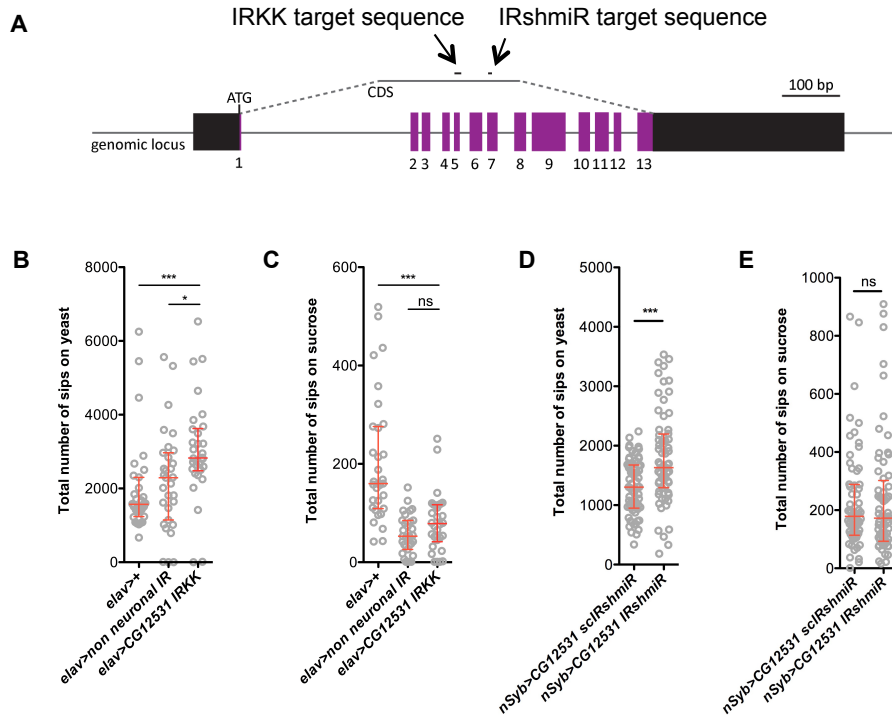 A
IRKK target sequence
IRshmiR target sequence
ATG
CDS
100 bp
genomic locus
1 2 3 4 5 6 7 8 9 10 11 12 13
B
Total number of sips on yeast
8000
6000
4000
2000
0
***
*
elav>+
elav>non neuronal IR
elav>CG12531 IRKK
C
Total number of sips on sucrose
600
400
200
0
***
ns
elav>+
elav>non neuronal IR
elav>CG12531 IRKK
D
Total number of sips on yeast
5000
4000
3000
2000
1000
0
***
nSyb>CG12531 scIRshmiR
nSyb>CG12531 IRshmiR
E
Total number of sips on sucrose
1000
800
600
400
200
0
ns
nSyb>CG12531 scIRshmiR
nSyb>CG12531 IRshmiR